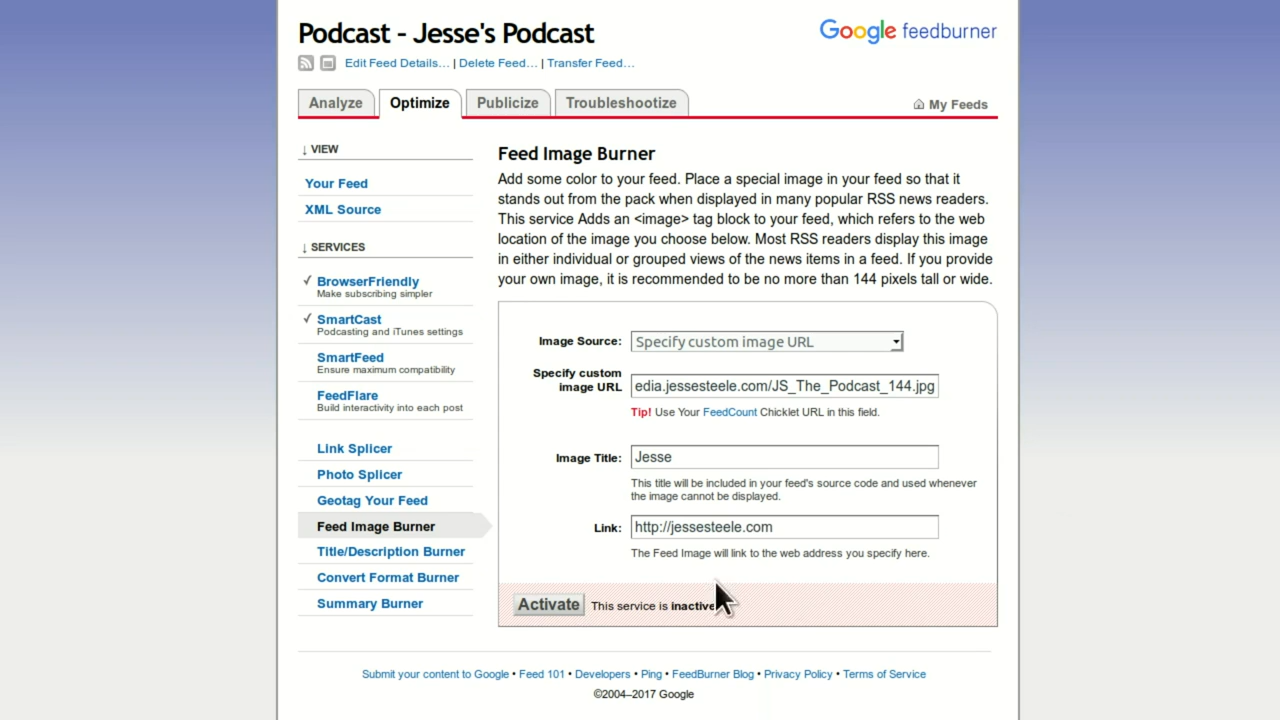 Podcast - Jesse's Podcast
Google feedburner
Edit Feed Details... | Delete Feed... | Transfer Feed...
Analyze
Optimize
Publicize
Troubleshootize
My Feeds
↓ VIEW
Your Feed
XML Source
↓ SERVICES
✓ BrowserFriendly
Make subscribing simpler
✓ SmartCast
Podcasting and iTunes settings
SmartFeed
Ensure maximum compatibility
FeedFlare
Build interactivity into each post
Link Splicer
Photo Splicer
Geotag Your Feed
Feed Image Burner
Title/Description Burner
Convert Format Burner
Summary Burner
Feed Image Burner
Add some color to your feed. Place a special image in your feed so that it
stands out from the pack when displayed in many popular RSS news readers.
This service Adds an <image> tag block to your feed, which refers to the web
location of the image you choose below. Most RSS readers display this image
in either individual or grouped views of the news items in a feed. If you provide
your own image, it is recommended to be no more than 144 pixels tall or wide.
Image Source: Specify custom image URL
Specify custom
image URL
edia.jessesteele.com/JS_The_Podcast_144.jpg
Tip! Use Your FeedCount Chicklet URL in this field.
Image Title: Jesse
This title will be included in your feed's source code and used whenever
the image cannot be displayed.
Link: http://jessesteele.com
The Feed Image will link to the web address you specify here.
Activate This service is inactive
Submit your content to Google • Feed 101 • Developers • Ping • FeedBurner Blog • Privacy Policy • Terms of Service
©2004–2017 Google